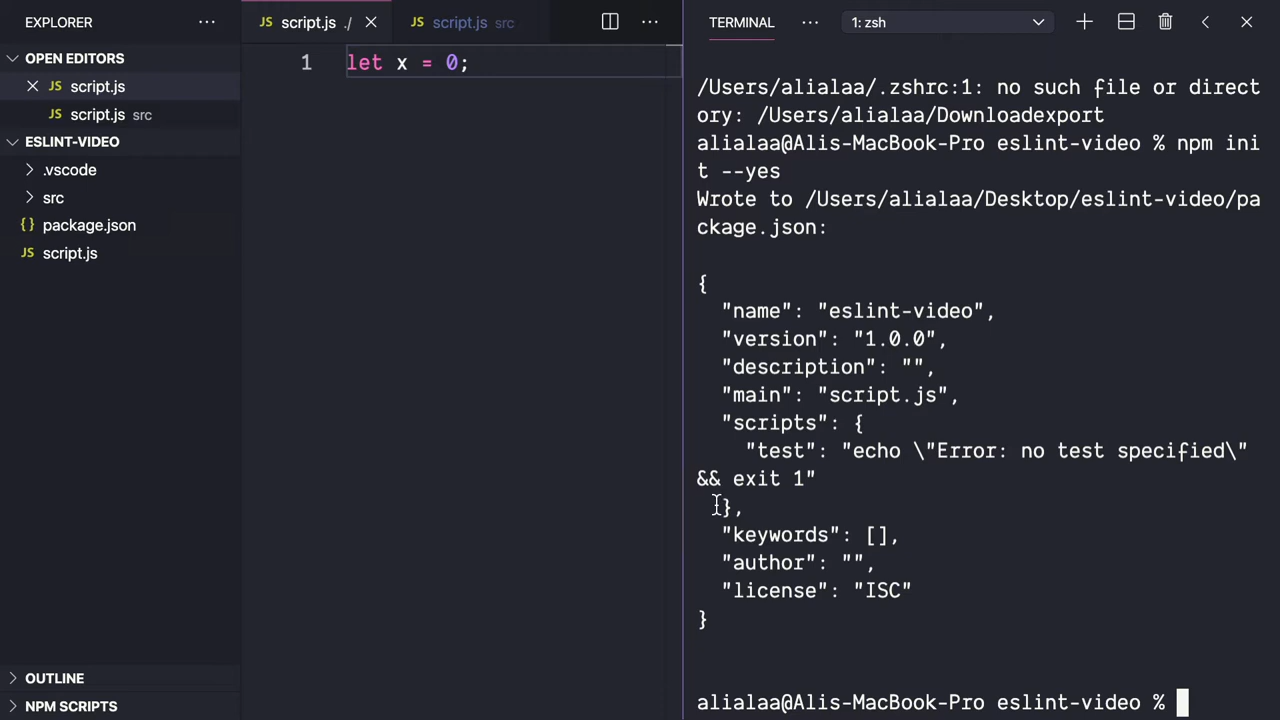 EXPLORER
OPEN EDITORS
JS script.js
JS script.js src
ESLINT-VIDEO
.vscode
src
{} package.json
JS script.js
OUTLINE
NPM SCRIPTS
JS script.js ./
JS script.js src
1 let x = 0;
TERMINAL
1: zsh
/Users/alialaa/.zshrc:1: no such file or direct
ory: /Users/alialaa/Downloadexport
alialaa@Alis-MacBook-Pro eslint-video % npm ini
t --yes
Wrote to /Users/alialaa/Desktop/eslint-video/pa
ckage.json:
{
"name": "eslint-video",
"version": "1.0.0",
"description": "",
"main": "script.js",
"scripts": {
"test": "echo \"Error: no test specified\"
&& exit 1"
},
"keywords": [],
"author": "",
"license": "ISC"
}
alialaa@Alis-MacBook-Pro eslint-video %